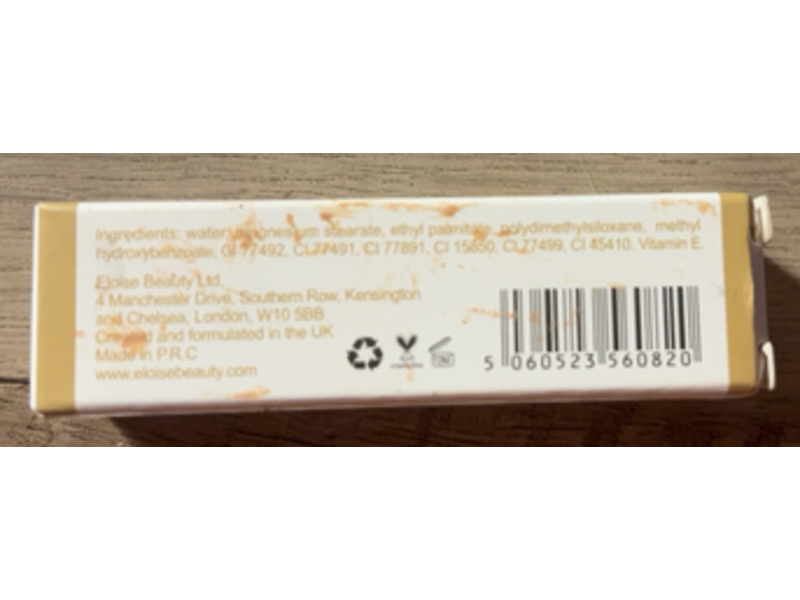 Ingredients: water, magnesium stearate, ethyl palmitate, polydimethylsiloxane, methyl
hydroxybenzoate, CI 77492, CI 77491, CI 77891, CI 15850, CI 77499, CI 45410, Vitamin E.
Eloise Beauty Ltd,
4 Manchester Drive, Southern Row, Kensington
and Chelsea, London, W10 5BB
Created and formulated in the UK
Made in P.R.C
www.eloisebeauty.com
5 060523 560820